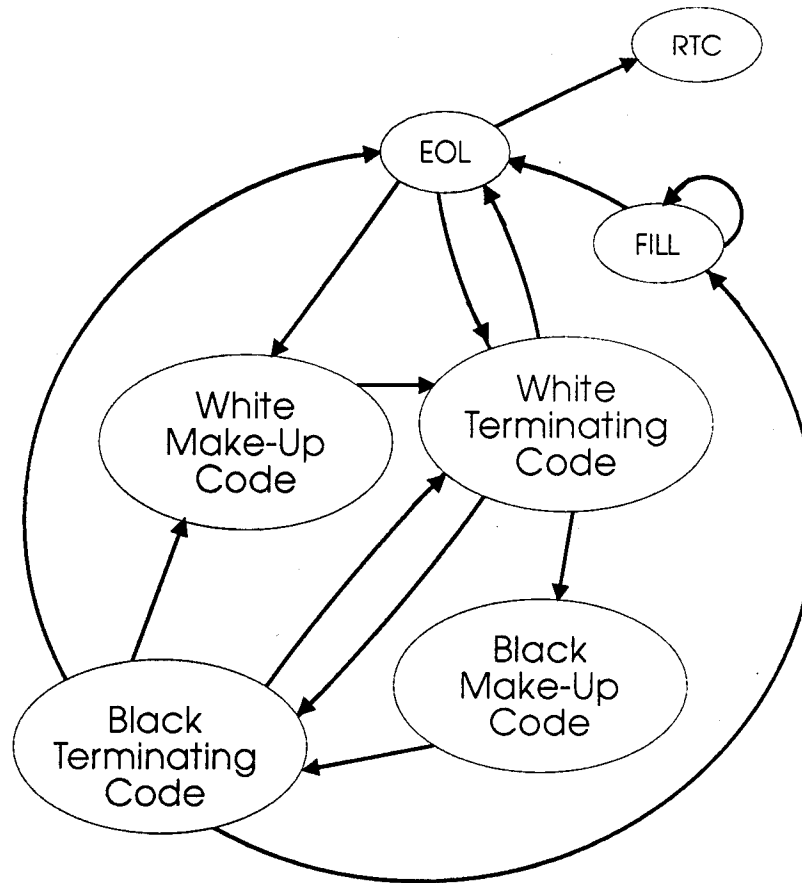 RTC
EOL
FILL
White
Make-Up
Code
White
Terminating
Code
Black
Make-Up
Code
Black
Terminating
Code